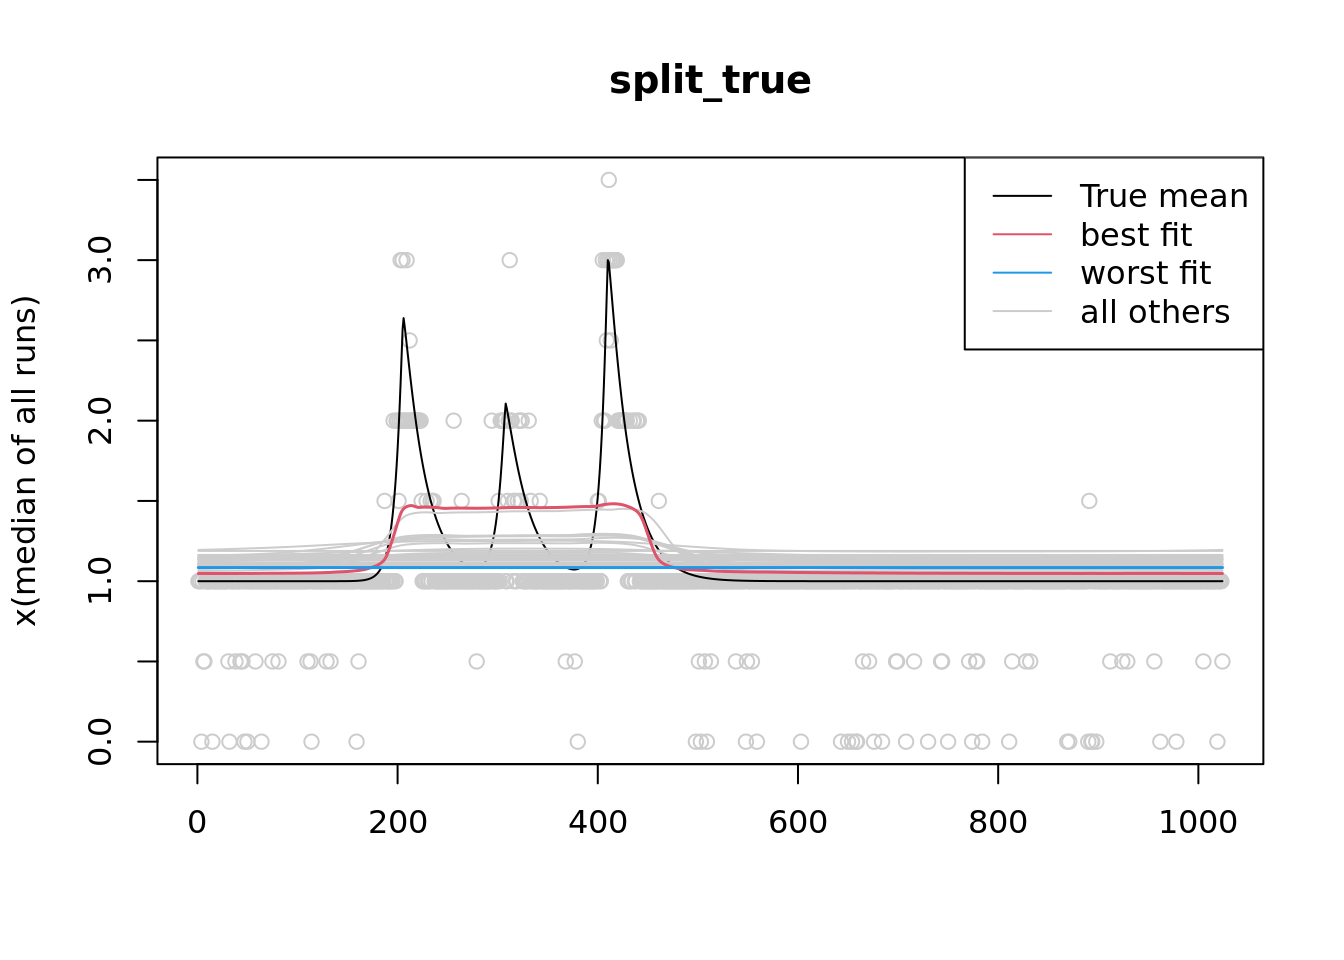 split_true
True mean
best fit
worst fit
all others
x(median of all runs)
3.0
2.0
1.0
0.0
0 200 400 600 800 1000